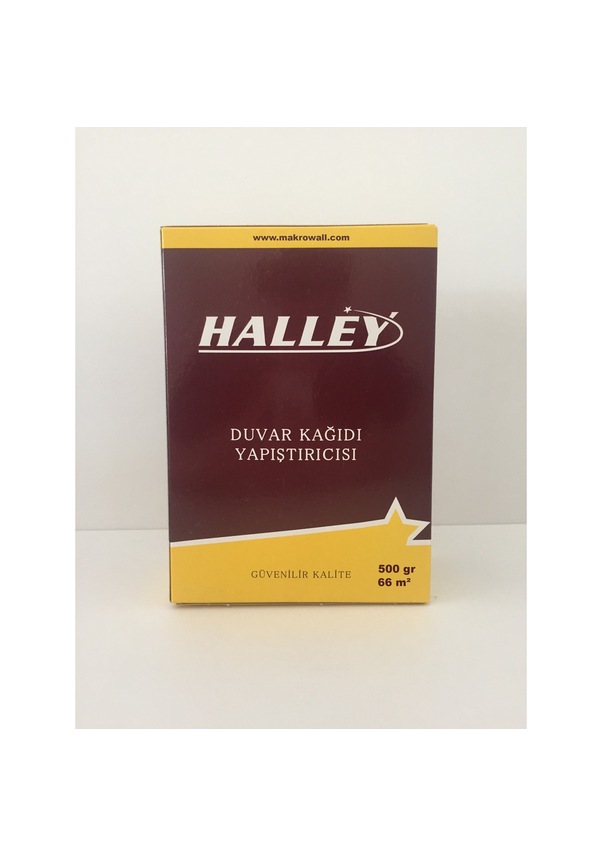 www.makrowall.com
HALLEY
DUVAR KAĞIDI
YAPIŞTIRICISI
GÜVENİLİR KALİTE
500 gr
66 m²